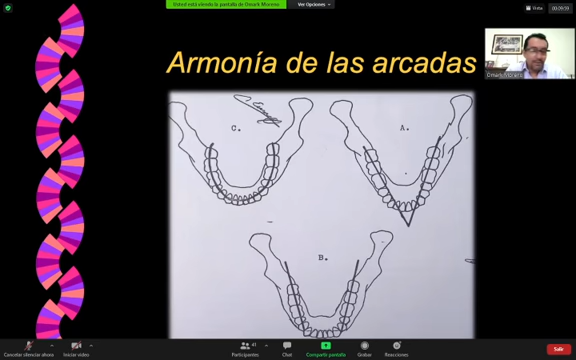 Usted está viendo la pantalla de Omark Moreno
Ver Opciones
Vista
Armonía de las arcadas
C.
A.
B.
Cancelar silenciar ahora
Iniciar video
Participantes
41
Chat
Compartir pantalla
Grabar
Reacciones
Salir